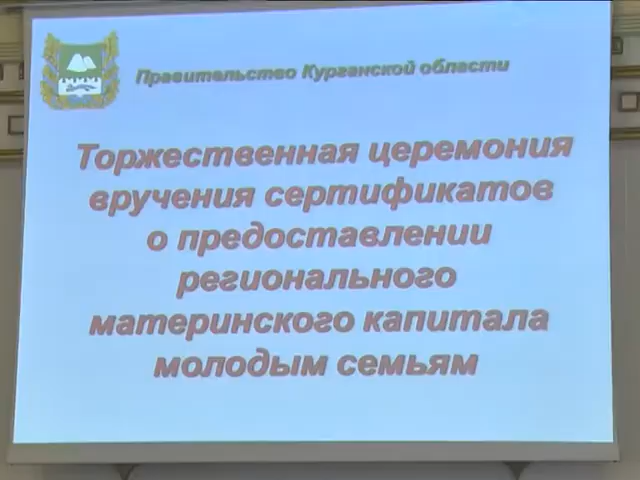 Правительство Курганской области
Торжественная церемония
вручения сертификатов
о предоставлении
регионального
материнского капитала
молодым семьям